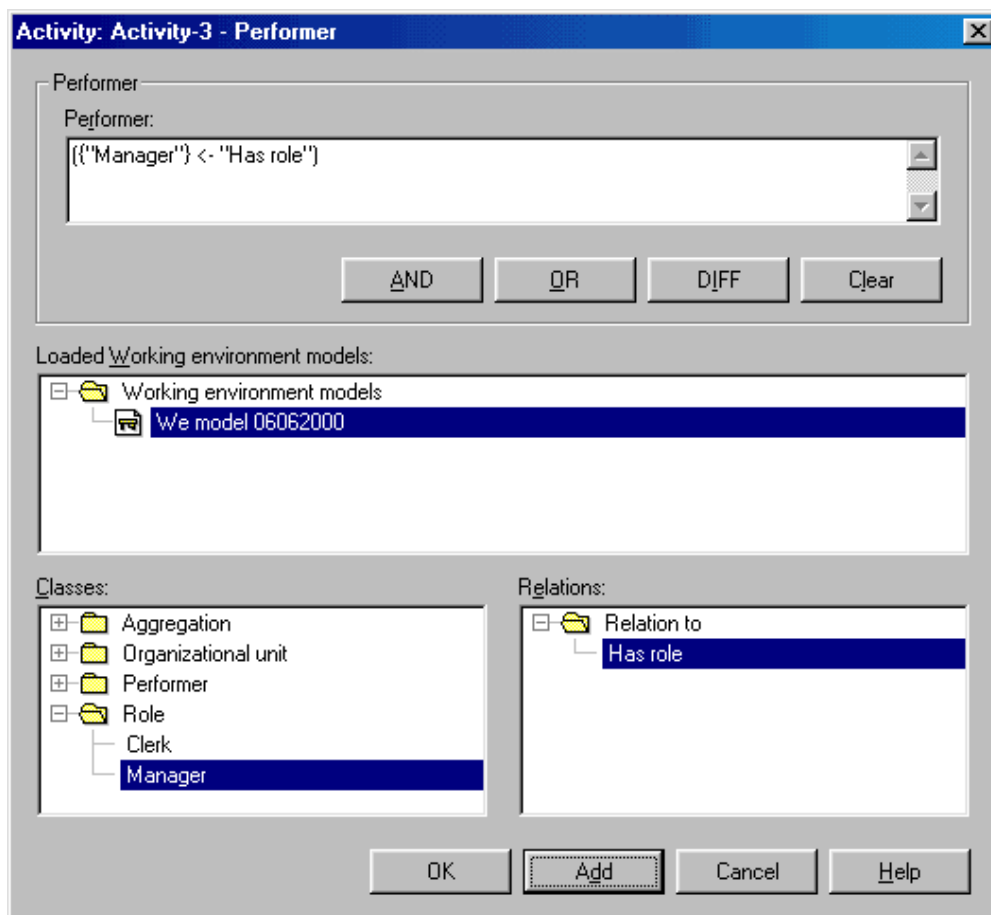 Activity: Activity-3 - Performer
Performer
Performer:
({"Manager"} <- "Has role")
AND OR DIFF Clear
Loaded Working environment models:
Working environment models
We model 06062000
Classes: Relations:
Aggregation Relation to
Organizational unit Has role
Performer
Role
Clerk
Manager
OK Add Cancel Help